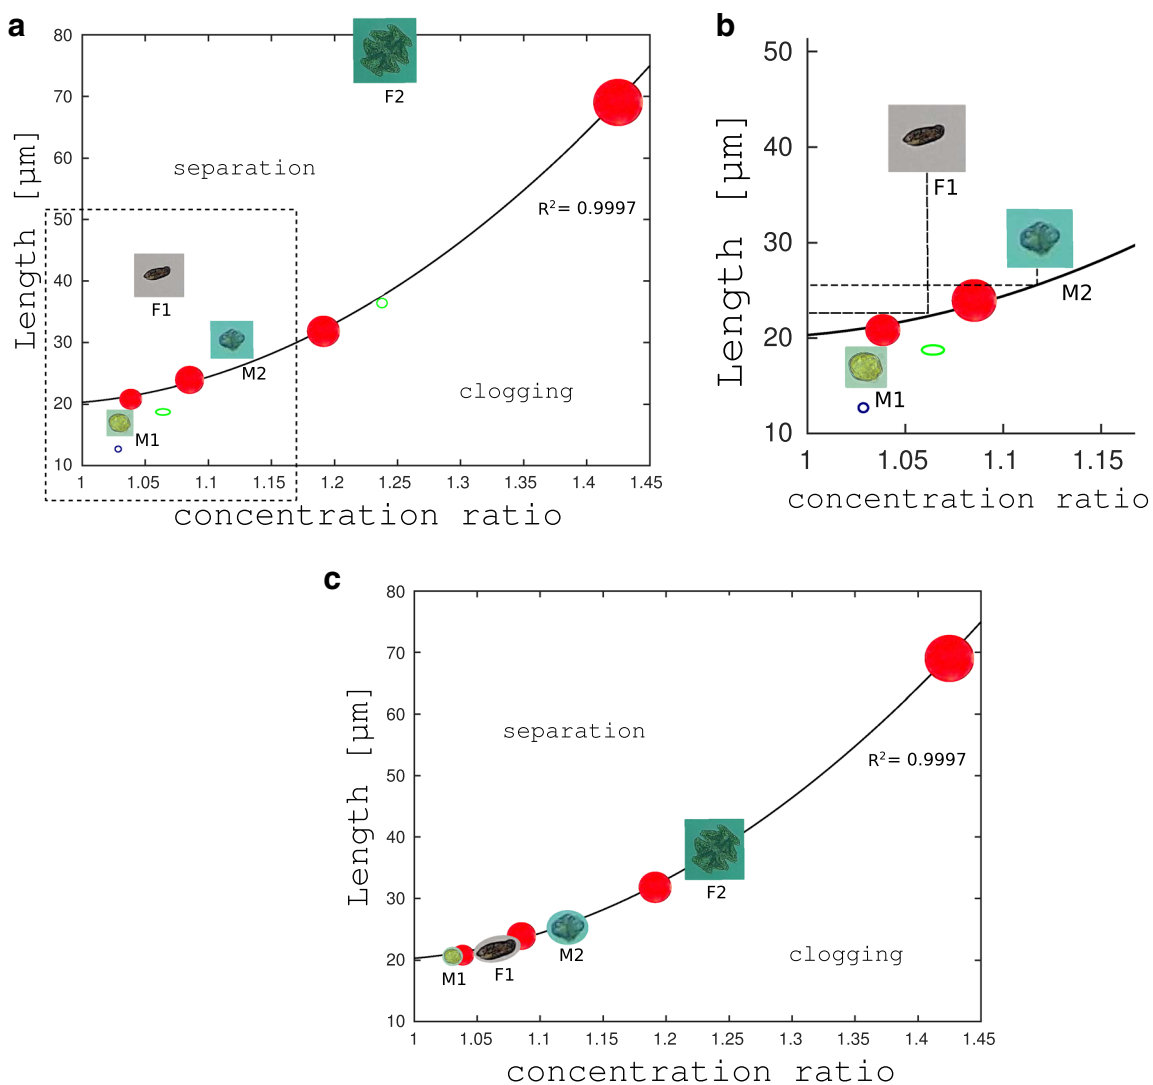 a
80
70
60
50
40
30
20
10
Length [µm]
F2
separation
R²= 0.9997
F1
M2
M1
clogging
1 1.05 1.1 1.15 1.2 1.25 1.3 1.35 1.4 1.45
concentration ratio
b
50
40
30
20
10
Length [µm]
F1
M2
M1
1 1.05 1.1 1.15
concentration ratio
c
80
70
60
50
40
30
20
10
Length [µm]
separation
R²= 0.9997
F2
M2
F1
M1
clogging
1 1.05 1.1 1.15 1.2 1.25 1.3 1.35 1.4 1.45
concentration ratio